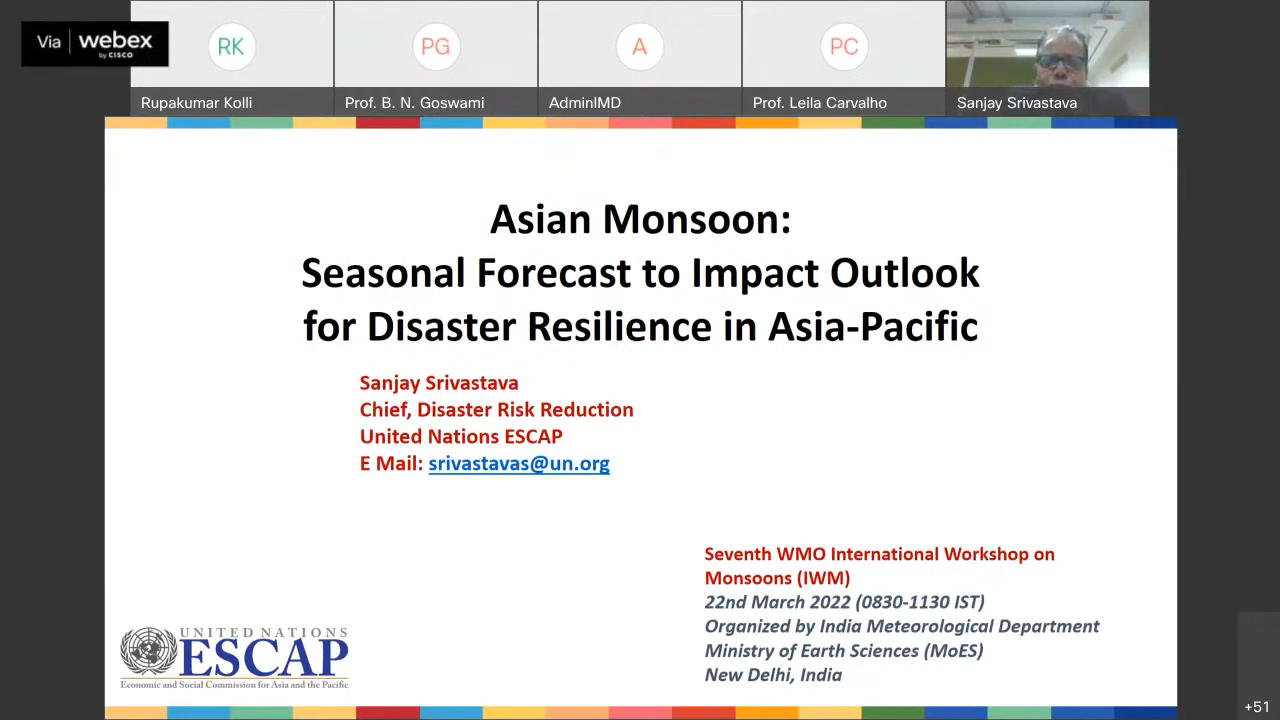 Via webex
by CISCO
RK
PG
A
PC
Rupakumar Kolli
Prof. B. N. Goswami
AdminIMD
Prof. Leila Carvalho
Sanjay Srivastava
Asian Monsoon:
Seasonal Forecast to Impact Outlook
for Disaster Resilience in Asia-Pacific
Sanjay Srivastava
Chief, Disaster Risk Reduction
United Nations ESCAP
E Mail: srivastavas@un.org
Seventh WMO International Workshop on
Monsoons (IWM)
22nd March 2022 (0830-1130 IST)
Organized by India Meteorological Department
Ministry of Earth Sciences (MoES)
New Delhi, India
UNITED NATIONS
ESCAP
Economic and Social Commission for Asia and the Pacific
+51